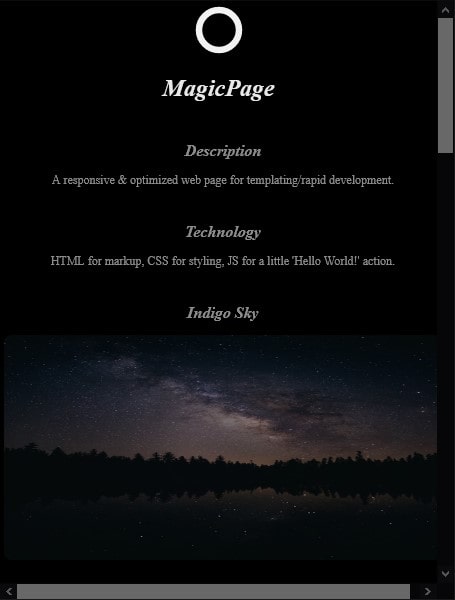 MagicPage
Description
A responsive & optimized web page for templating/rapid development.
Technology
HTML for markup, CSS for styling, JS for a little 'Hello World!' action.
Indigo Sky